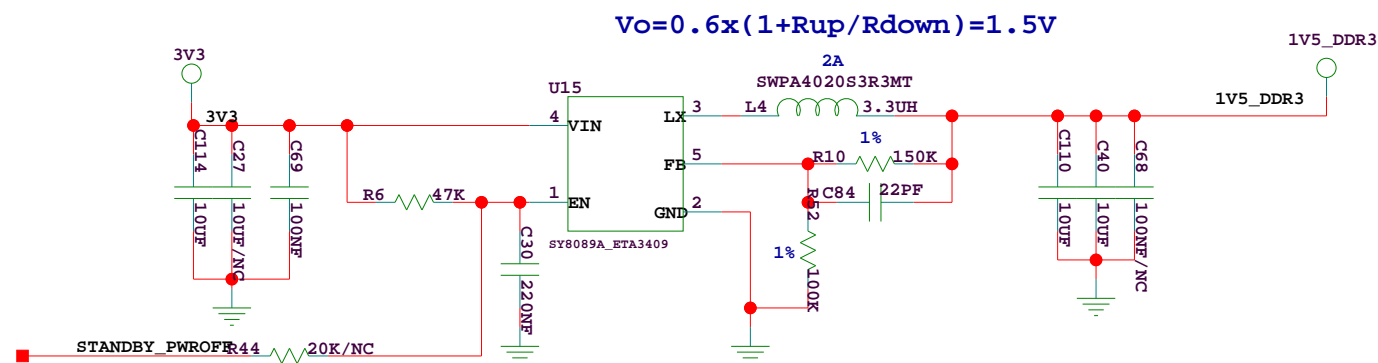 Vo=0.6x(1+Rup/Rdown)=1.5V
3V3
1V5_DDR3
2A
SWPA4020S3R3MT
U15
L4
3.3UH
3
LX
1V5_DDR3
3V3
4
VIN
1%
C114
C27
C69
5
FB
R10
150K
C110
C40
C68
R6
47K
1
EN
R52
C84
22PF
GND
2
10UF
10UF/NC
100NF
C30
SY8089A_ETA3409
1%
10UF
10UF
100NF/NC
220NF
100K
STANDBY_PWROFF
R44
20K/NC